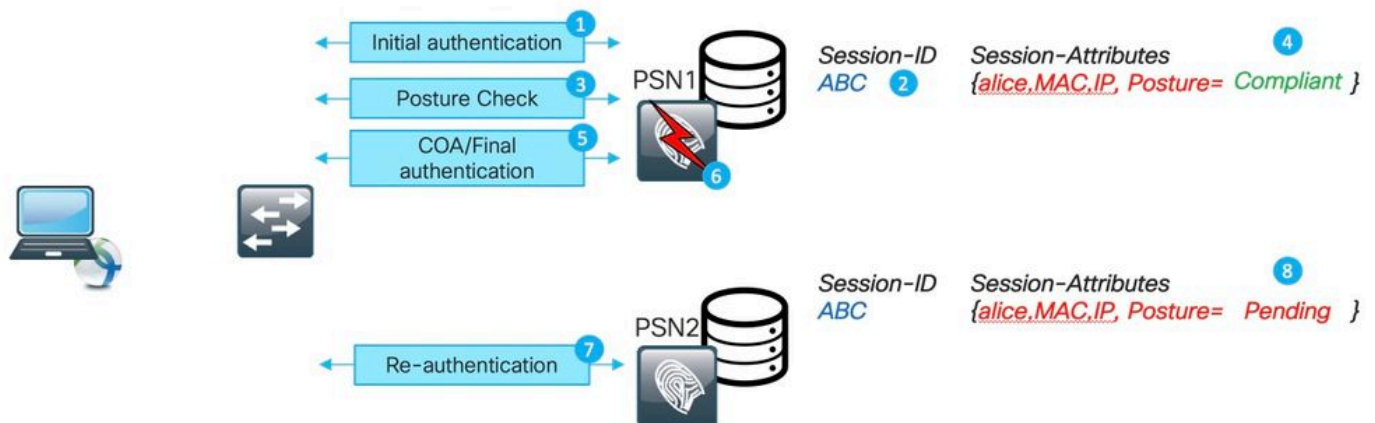 1
Initial authentication
3
Posture Check
5
COA/Final
authentication
PSN1
6
Session-ID Session-Attributes
4
ABC 2 {alice,MAC,IP, Posture= Compliant }
7
Re-authentication
PSN2
Session-ID Session-Attributes
8
ABC {alice,MAC,IP, Posture= Pending }